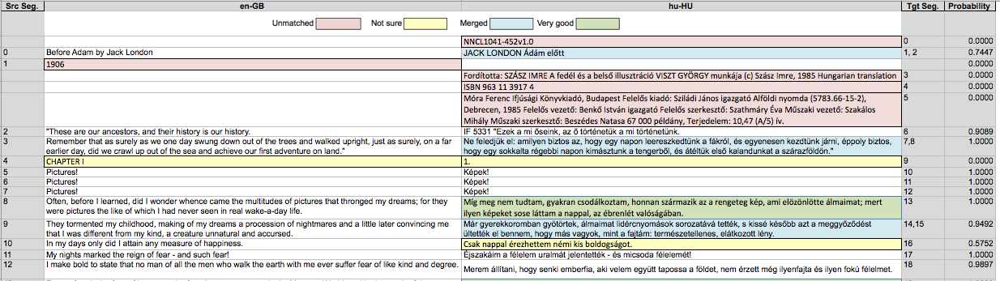 Src Seg. en-GB hu-HU Tgt Seg. Probability
Unmatched Not sure Merged Very good
NNCL1041-452v1.0 0 0.0000
0 Before Adam by Jack London JACK LONDON Ádám előtt 1, 2 0.7447
1 1906 0.0000
Fordította: SZÁSZ IMRE A fedél és a belső illusztráció VISZT GYÖRGY munkája (c) Szász Imre, 1985 Hungarian translation 3 0.0000
ISBN 963 11 3917 4 4 0.0000
Móra Ferenc Ifjúsági Könyvkiadó, Budapest Felelős kiadó: Sziládi János igazgató Alföldi nyomda (5783.66-15-2), 5 0.0000
Debrecen, 1985 Felelős vezető: Benkő István igazgató Felelős szerkesztő: Szathmáry Éva Műszaki vezető: Szakálos
Mihály Műszaki szerkesztő: Beszédes Natasa 67 000 példány, Terjedelem: 10,47 (A/5) ív.
2 "These are our ancestors, and their history is our history. IF 5331 "Ezek a mi őseink, az ő történetük a mi történetünk. 6 0.9089
3 Remember that as surely as we one day swung down out of the trees and walked upright, just as surely, on a far Ne feledjük el: amilyen biztos az, hogy egy napon leereszkedtünk a fákról, és egyenesen kezdtünk járni, éppoly biztos, 7,8 1.0000
earlier day, did we crawl up out of the sea and achieve our first adventure on land." hogy egy sokkalta régebbi napon kimásztunk a tengerből, és átéltük első kalandunkat a szárazföldön."
4 CHAPTER I 1. 9 0.0000
5 Pictures! Képek! 10 1.0000
6 Pictures! Képek! 11 1.0000
7 Pictures! Képek! 12 1.0000
8 Often, before I learned, did I wonder whence came the multitudes of pictures that thronged my dreams; for they Míg meg nem tudtam, gyakran csodálkoztam, honnan származik az a rengeteg kép, ami elözönlötte álmaimat; mert 13 1.0000
were pictures the like of which I had never seen in real wake-a-day life. ilyen képeket sose láttam a nappal, az ébrenlét valóságában.
9 They tormented my childhood, making of my dreams a procession of nightmares and a little later convincing me Már gyerekkoromban gyötörtek, álmaimat lidércnyomások sorozatává tették, s kissé később azt a meggyőződést 14,15 0.9492
that I was different from my kind, a creature unnatural and accursed. ültették el bennem, hogy más vagyok, mint a fajtám: természetellenes, elátkozott lény.
10 In my days only did I attain any measure of happiness. Csak nappal érezhettem némi kis boldogságot. 16 0.5752
11 My nights marked the reign of fear - and such fear! Éjszakáim a félelem uralmát jelentették - és micsoda félelemét! 17 1.0000
12 I make bold to state that no man of all the men who walk the earth with me ever suffer fear of like kind and degree. Merem állítani, hogy senki emberfia, aki velem együtt tapossa a földet, nem érzett még ilyenfajta és ilyen fokú félelmet. 18 0.9897